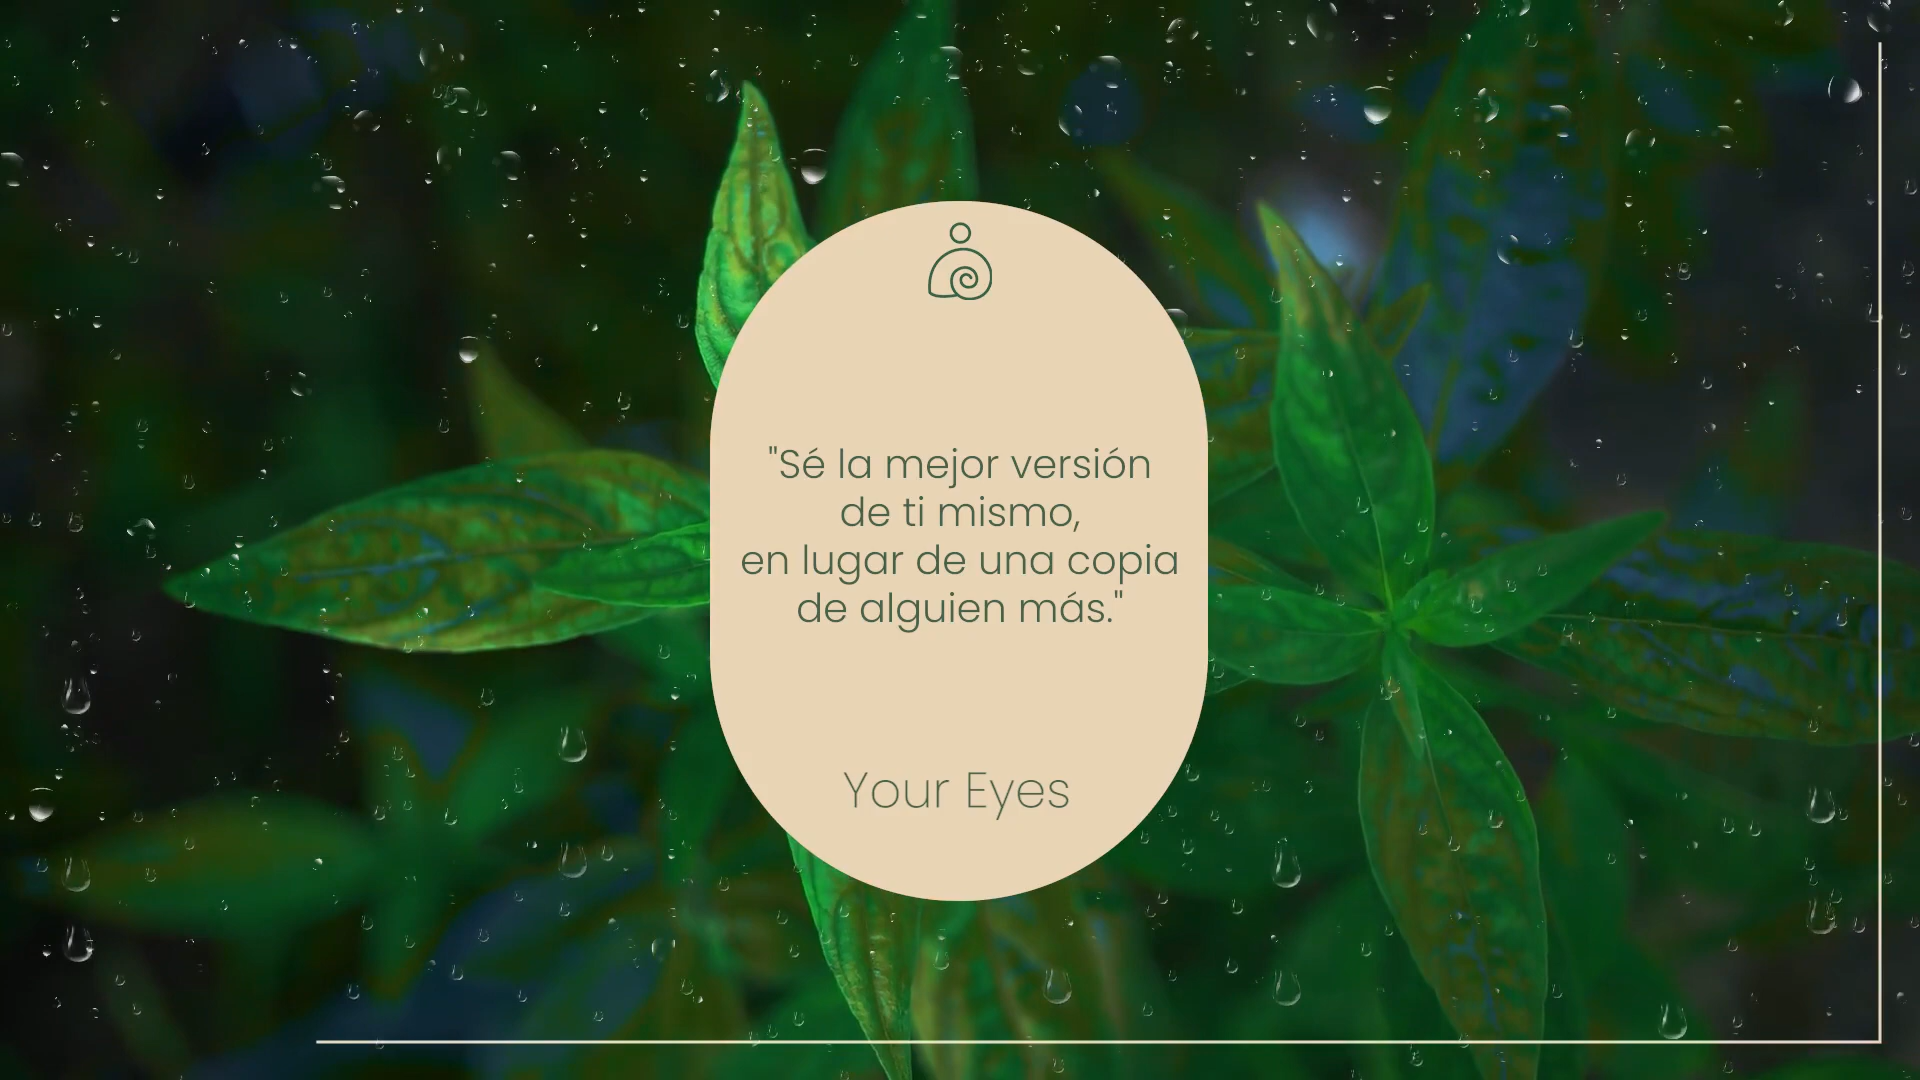 "Sé la mejor versión
de ti mismo,
en lugar de una copia
de alguien más."
Your Eyes